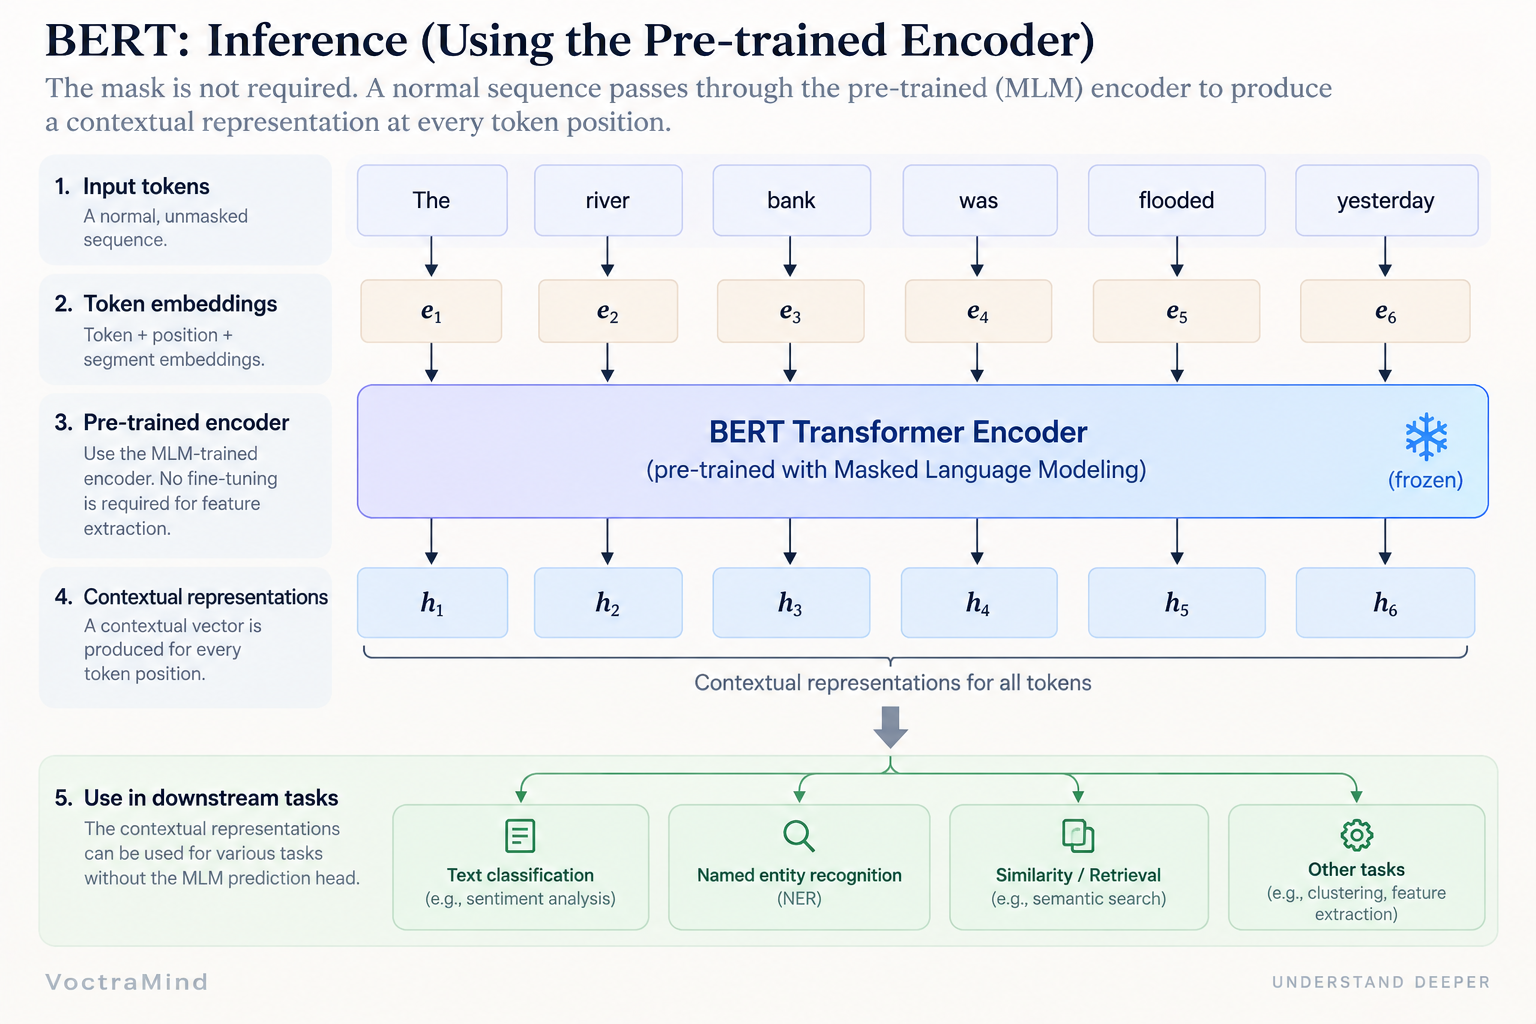 BERT: Inference (Using the Pre-trained Encoder)
The mask is not required. A normal sequence passes through the pre-trained (MLM) encoder to produce
a contextual representation at every token position.
1. Input tokens
A normal, unmasked
sequence.
The
river
bank
was
flooded
yesterday
2. Token embeddings
Token + position +
segment embeddings.
e₁
e₂
e₃
e₄
e₅
e₆
3. Pre-trained encoder
Use the MLM-trained
encoder. No fine-tuning
is required for feature
extraction.
BERT Transformer Encoder
(pre-trained with Masked Language Modeling)
(frozen)
4. Contextual representations
A contextual vector is
produced for every
token position.
h₁
h₂
h₃
h₄
h₅
h₆
Contextual representations for all tokens
5. Use in downstream tasks
The contextual representations
can be used for various tasks
without the MLM prediction head.
Text classification
(e.g., sentiment analysis)
Named entity recognition
(NER)
Similarity / Retrieval
(e.g., semantic search)
Other tasks
(e.g., clustering, feature
extraction)
VoctraMind
UNDERSTAND DEEPER